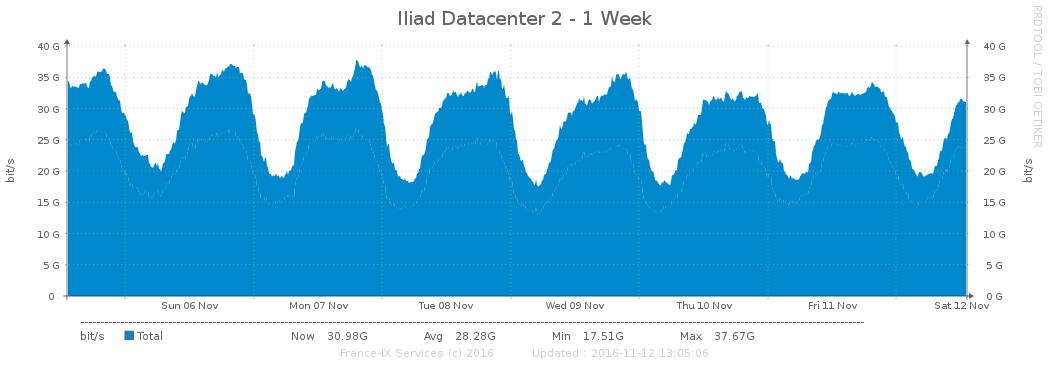 Iliad Datacenter 2 - 1 Week
RRDTOOL / TOBI OETIKER
bit/s
40 G 40 G
35 G 35 G
30 G 30 G
25 G 25 G
20 G 20 G
15 G 15 G
10 G 10 G
5 G 5 G
0 0 G
bit/s
Sun 06 Nov Mon 07 Nov Tue 08 Nov Wed 09 Nov Thu 10 Nov Fri 11 Nov Sat 12 Nov
bit/s Total Now 30.98G Avg 28.28G Min 17.51G Max 37.67G
France-IX Services (c) 2016 Updated : 2016-11-12 13:05:06